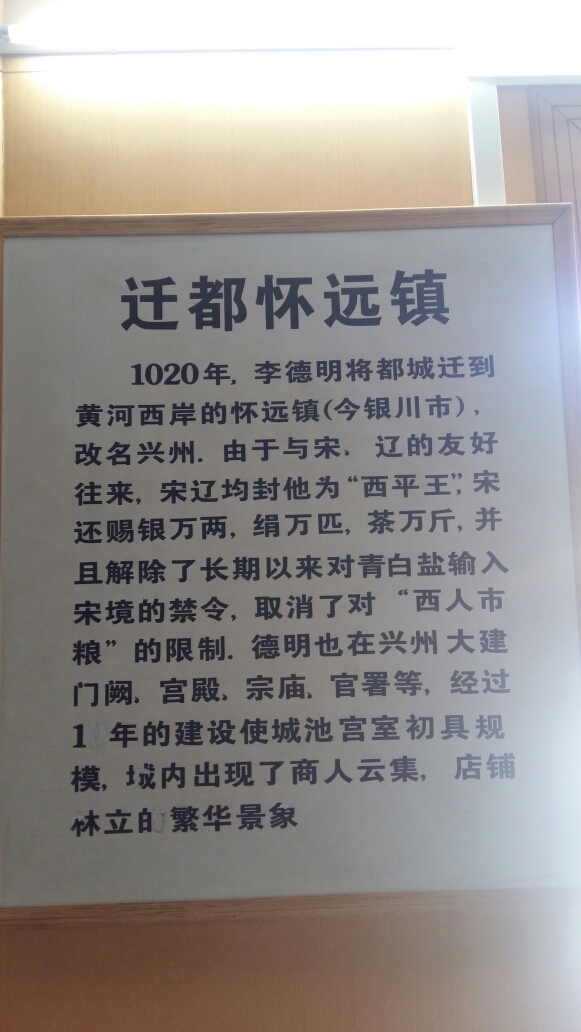 迁都怀远镇
1020年，李德明将都城迁到
黄河西岸的怀远镇(今银川市)，
改名兴州．由于与宋、辽的友好
往来，宋辽均封他为“西平王”；宋
还赐银万两，绢万匹，茶万斤，并
且解除了长期以来对青白盐输入
宋境的禁令，取消了对“西人市
粮”的限制．德明也在兴州大建
门阙、宫殿、宗庙、官署等，经过
10年的建设使城池宫室初具规
模，城内出现了商人云集，店铺
林立的繁华景象